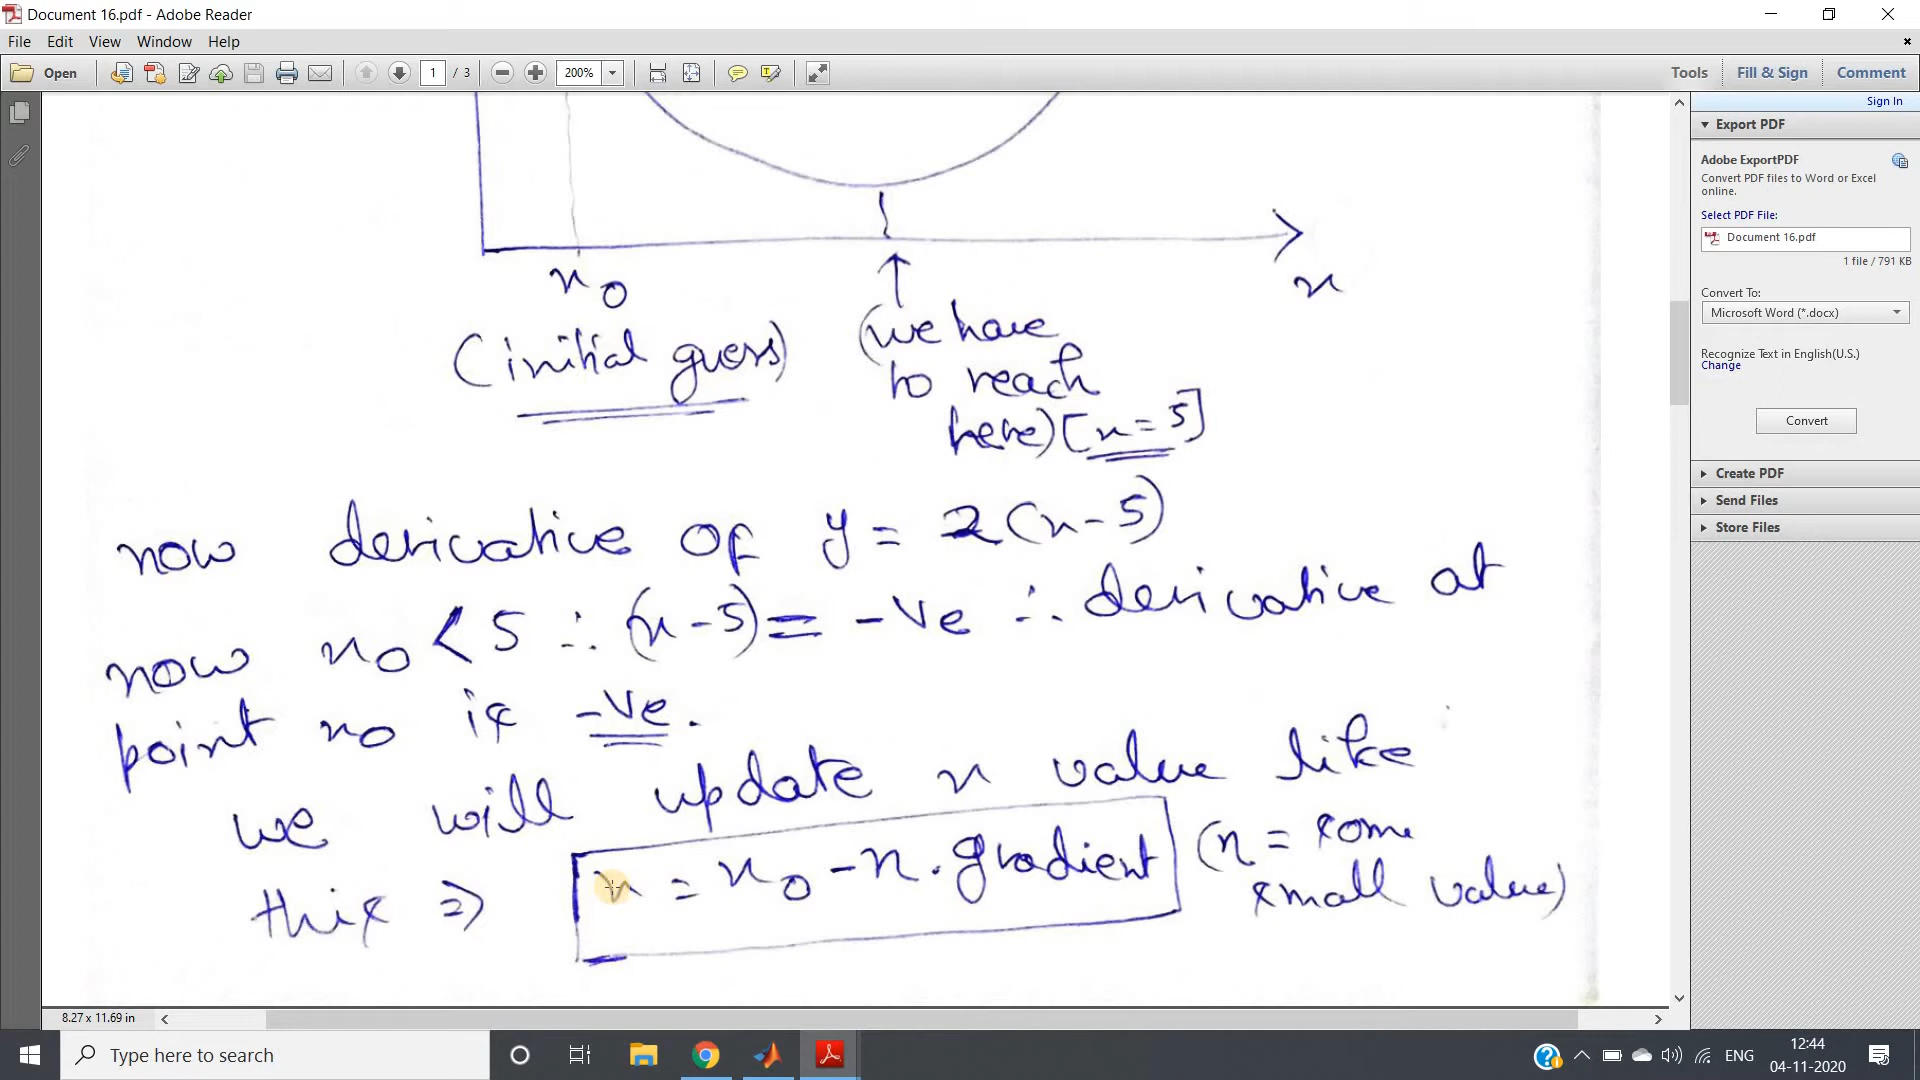 Document 16.pdf - Adobe Reader
File Edit View Window Help
Open 1 / 3 200% Tools Fill & Sign Comment
Sign In
Export PDF
Adobe ExportPDF
Convert PDF files to Word or Excel
online.
Select PDF File:
Document 16.pdf
1 file / 791 KB
Convert To:
Microsoft Word (*.docx)
Recognize Text in English(U.S.)
Change
Convert
Create PDF
Send Files
Store Files
x0
x
(initial guess) (we have
to reach
here) [x = 5]
now derivative of y = 2(x-5)
now x0 < 5 ∴ (x-5) = -ve ∴ derivative at
point x0 is -ve.
we will update x value like
this ⇒ x = x0 - n. gradient (n = some
small value)
8.27 x 11.69 in
Type here to search
ENG
12:44
04-11-2020